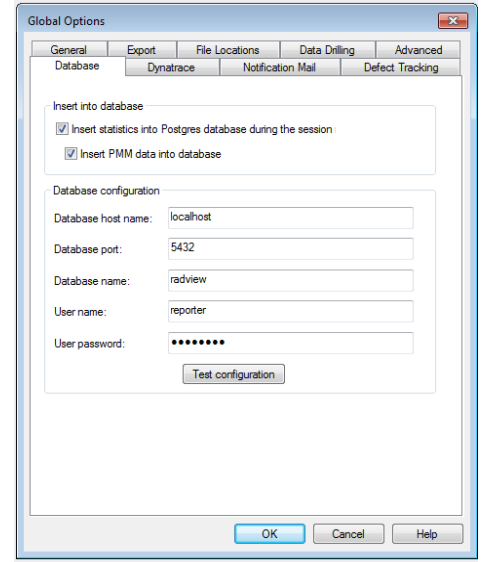 Global Options
General Export File Locations Data Drilling Advanced
Database Dynatrace Notification Mail Defect Tracking
Insert into database
Insert statistics into Postgres database during the session
Insert PMM data into database
Database configuration
Database host name: localhost
Database port: 5432
Database name: radview
User name: reporter
User password: ●●●●●●●●
Test configuration
OK Cancel Help